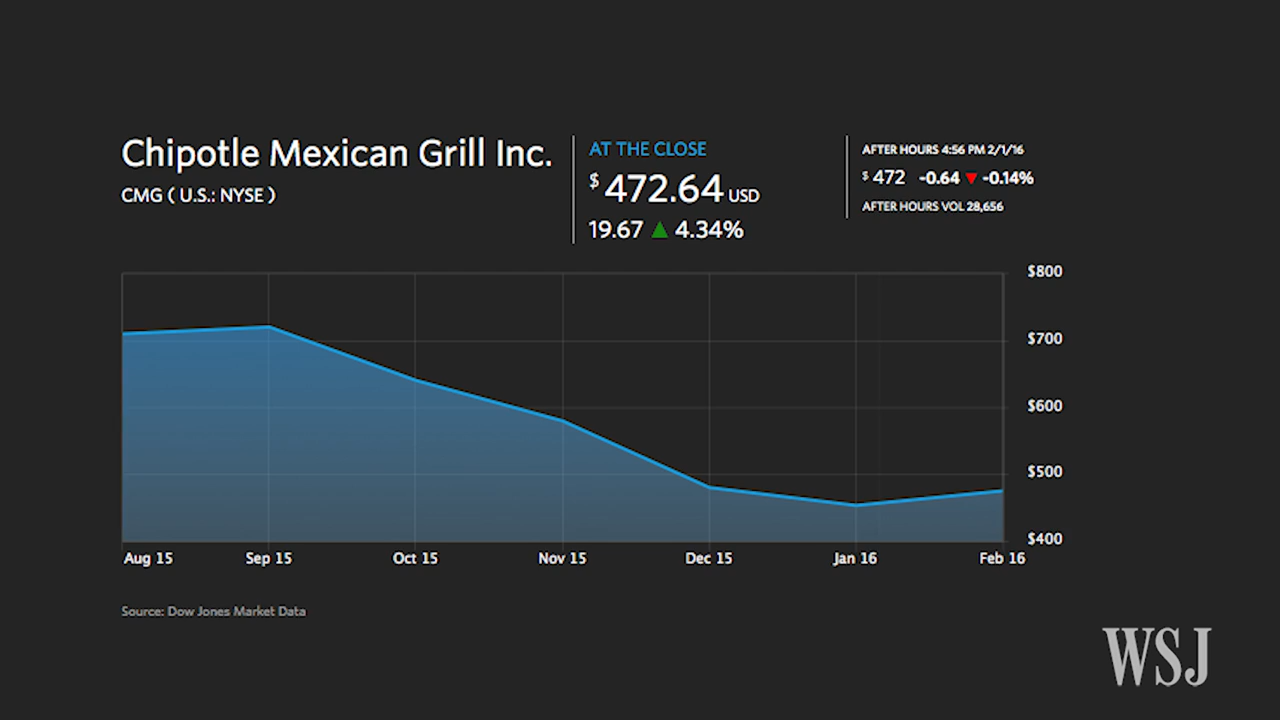 Chipotle Mexican Grill Inc.
CMG ( U.S.: NYSE )
AT THE CLOSE
$ 472.64 USD
19.67 ▲ 4.34%
AFTER HOURS 4:56 PM 2/1/16
$ 472 -0.64 ▼ -0.14%
AFTER HOURS VOL 28,656
$800
$700
$600
$500
$400
Aug 15 Sep 15 Oct 15 Nov 15 Dec 15 Jan 16 Feb 16
Source: Dow Jones Market Data
WSJ